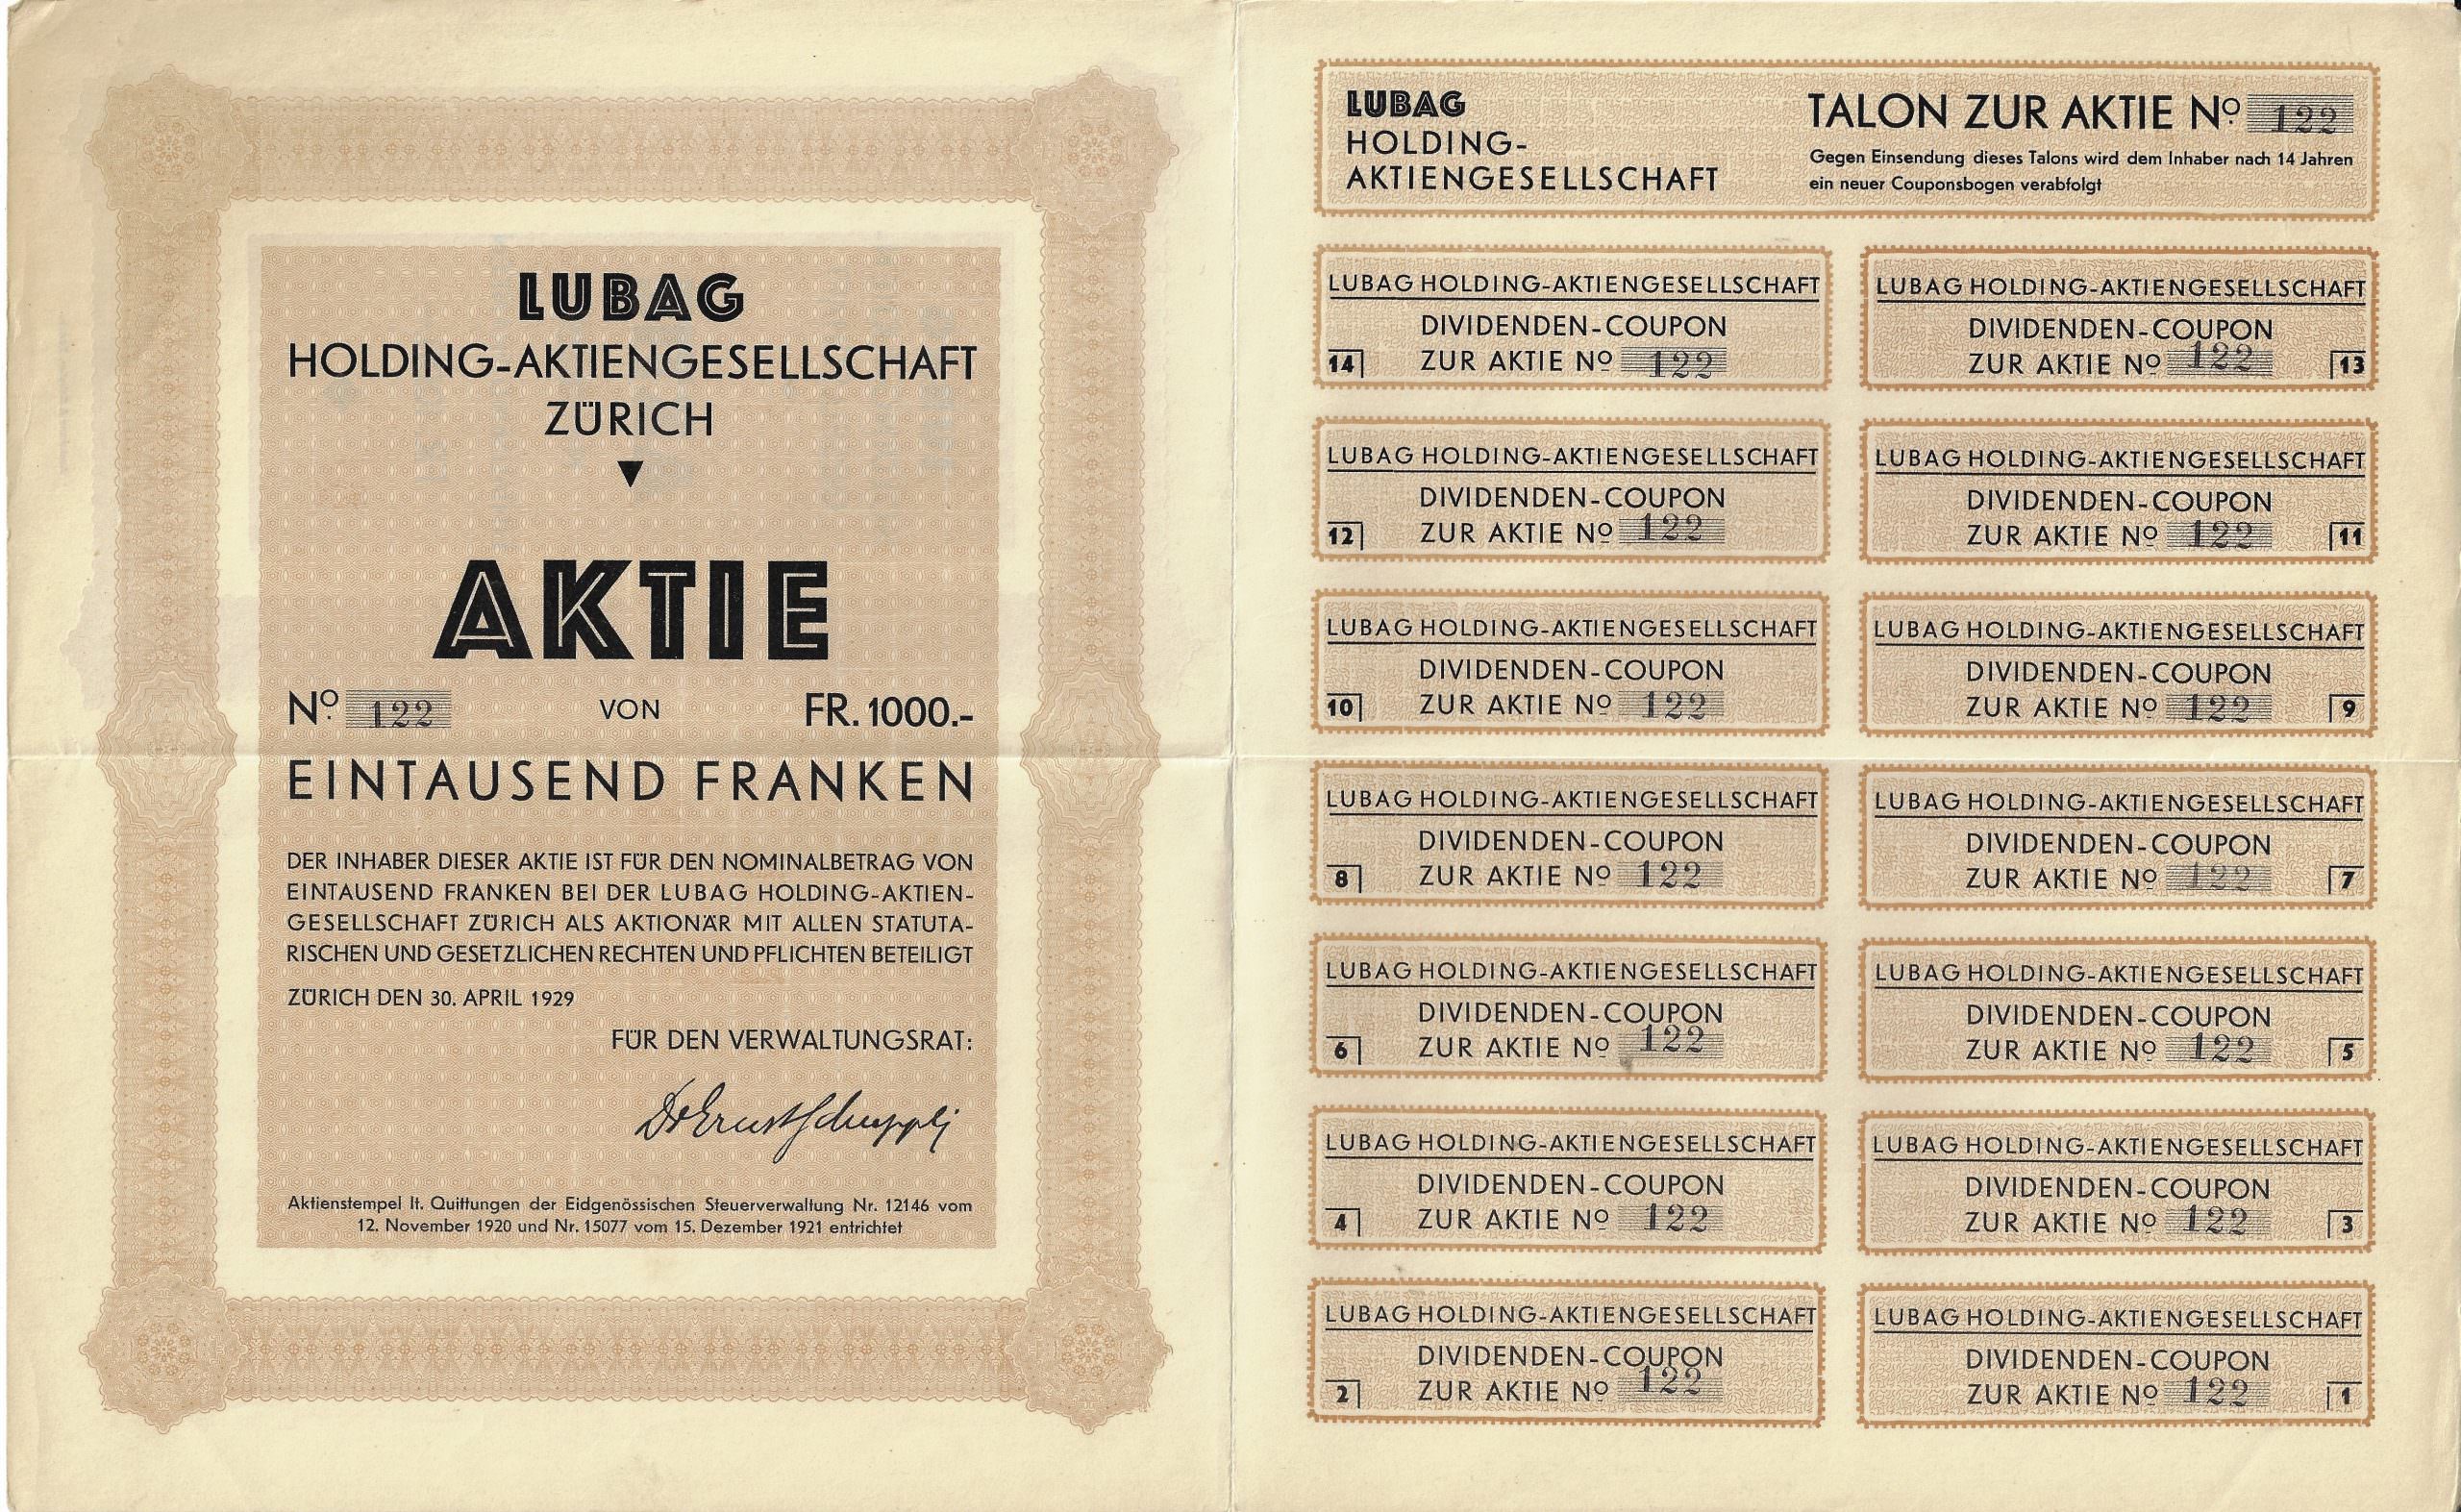 LUBAG
HOLDING-AKTIENGESELLSCHAFT
ZÜRICH
AKTIE
Nº. 122 VON FR. 1000.-
EINTAUSEND FRANKEN
DER INHABER DIESER AKTIE IST FÜR DEN NOMINALBETRAG VON
EINTAUSEND FRANKEN BEI DER LUBAG HOLDING-AKTIEN-
GESELLSCHAFT ZÜRICH ALS AKTIONÄR MIT ALLEN STATUTA-
RISCHEN UND GESETZLICHEN RECHTEN UND PFLICHTEN BETEILIGT
ZÜRICH DEN 30. APRIL 1929
FÜR DEN VERWALTUNGSRAT:
Dr Ernst Schuppli
Aktienstempel lt. Quittungen der Eidgenössischen Steuerverwaltung Nr. 12146 vom
12. November 1920 und Nr. 15077 vom 15. Dezember 1921 entrichtet
LUBAG
HOLDING-
AKTIENGESELLSCHAFT
TALON ZUR AKTIE Nº. 122
Gegen Einsendung dieses Talons wird dem Inhaber nach 14 Jahren
ein neuer Couponsbogen verabfolgt
LUBAG HOLDING-AKTIENGESELLSCHAFT
DIVIDENDEN-COUPON
14 ZUR AKTIE Nº 122
LUBAG HOLDING-AKTIENGESELLSCHAFT
DIVIDENDEN-COUPON
ZUR AKTIE Nº 122 13
LUBAG HOLDING-AKTIENGESELLSCHAFT
DIVIDENDEN-COUPON
12 ZUR AKTIE Nº 122
LUBAG HOLDING-AKTIENGESELLSCHAFT
DIVIDENDEN-COUPON
ZUR AKTIE Nº 122 11
LUBAG HOLDING-AKTIENGESELLSCHAFT
DIVIDENDEN-COUPON
10 ZUR AKTIE Nº 122
LUBAG HOLDING-AKTIENGESELLSCHAFT
DIVIDENDEN-COUPON
ZUR AKTIE Nº 122 9
LUBAG HOLDING-AKTIENGESELLSCHAFT
DIVIDENDEN-COUPON
8 ZUR AKTIE Nº 122
LUBAG HOLDING-AKTIENGESELLSCHAFT
DIVIDENDEN-COUPON
ZUR AKTIE Nº 122 7
LUBAG HOLDING-AKTIENGESELLSCHAFT
DIVIDENDEN-COUPON
6 ZUR AKTIE Nº 122
LUBAG HOLDING-AKTIENGESELLSCHAFT
DIVIDENDEN-COUPON
ZUR AKTIE Nº 122 5
LUBAG HOLDING-AKTIENGESELLSCHAFT
DIVIDENDEN-COUPON
4 ZUR AKTIE Nº 122
LUBAG HOLDING-AKTIENGESELLSCHAFT
DIVIDENDEN-COUPON
ZUR AKTIE Nº 122 3
LUBAG HOLDING-AKTIENGESELLSCHAFT
DIVIDENDEN-COUPON
2 ZUR AKTIE Nº 122
LUBAG HOLDING-AKTIENGESELLSCHAFT
DIVIDENDEN-COUPON
ZUR AKTIE Nº 122 1